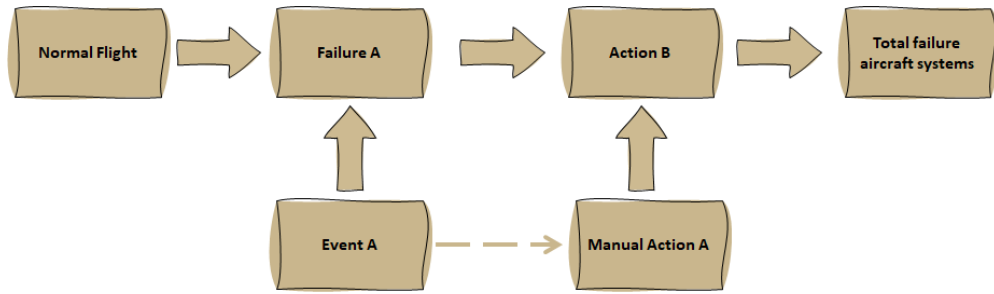 Normal Flight
Failure A
Action B
Total failure
aircraft systems
Event A
Manual Action A